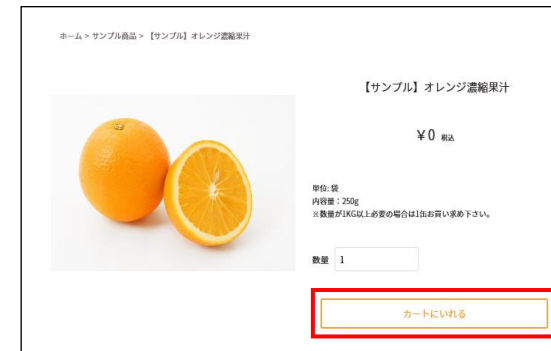 ホーム > サンプル商品 > 【サンプル】オレンジ濃縮果汁
【サンプル】オレンジ濃縮果汁
¥0 税込
単位: 袋
内容量：250g
※数量が1KG以上必要の場合は1缶お買い求め下さい。
数量 1
カートにいれる